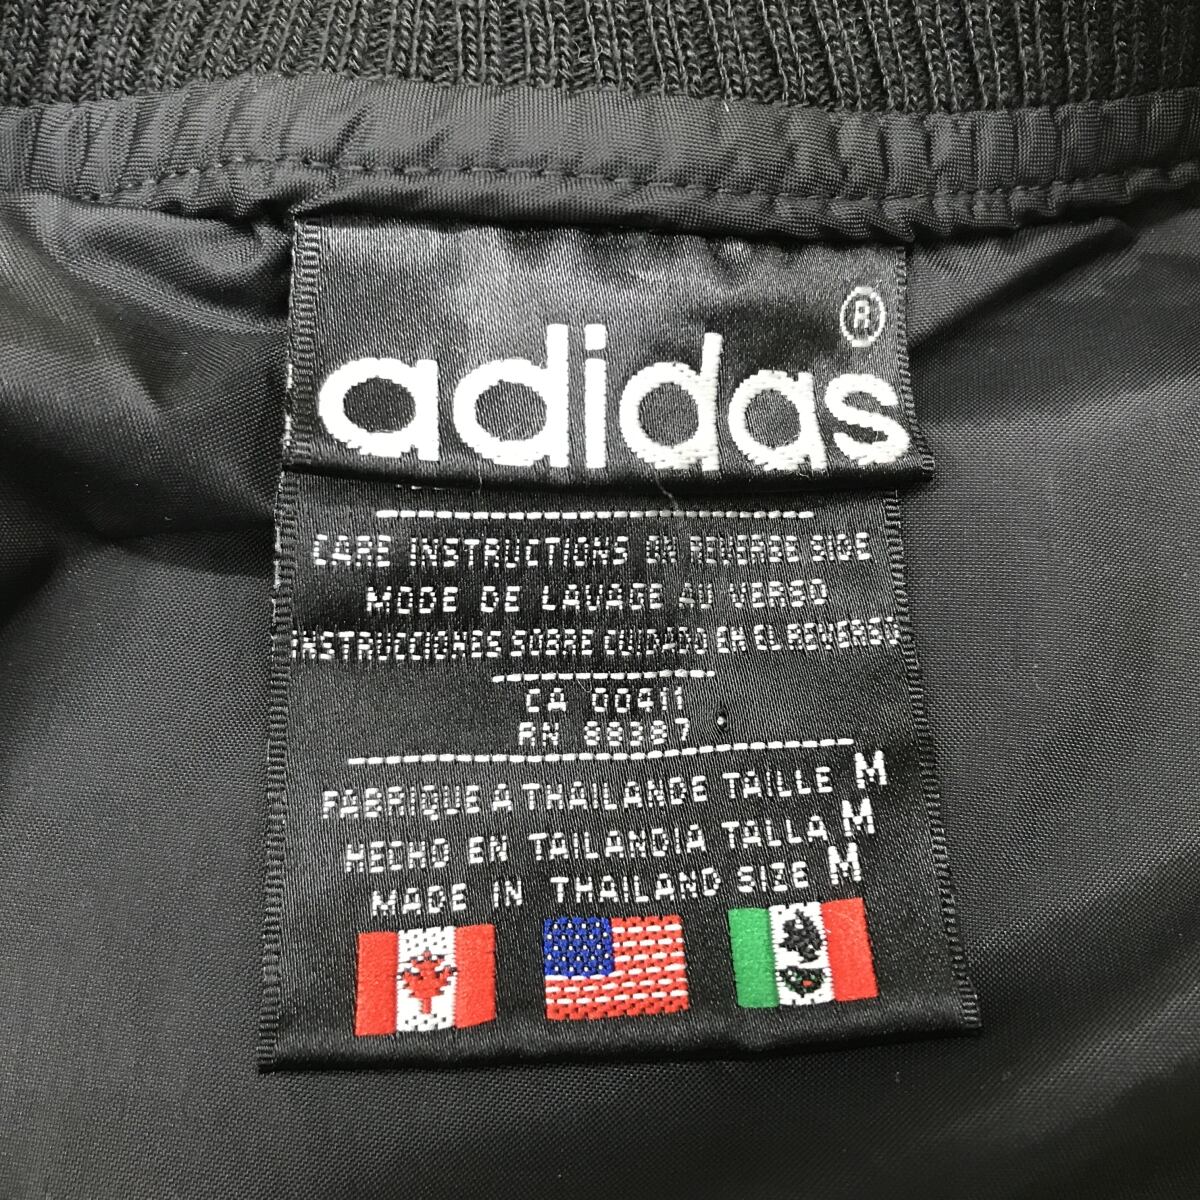 adidas ®
CARE INSTRUCTIONS ON REVERSE SIDE
MODE DE LAVAGE AU VERSO
INSTRUCCIONES SOBRE CUIDADO EN EL REVERSO
CA 00411
RN 88387
FABRIQUE A THAILANDE TAILLE M
HECHO EN TAILANDIA TALLA M
MADE IN THAILAND SIZE M